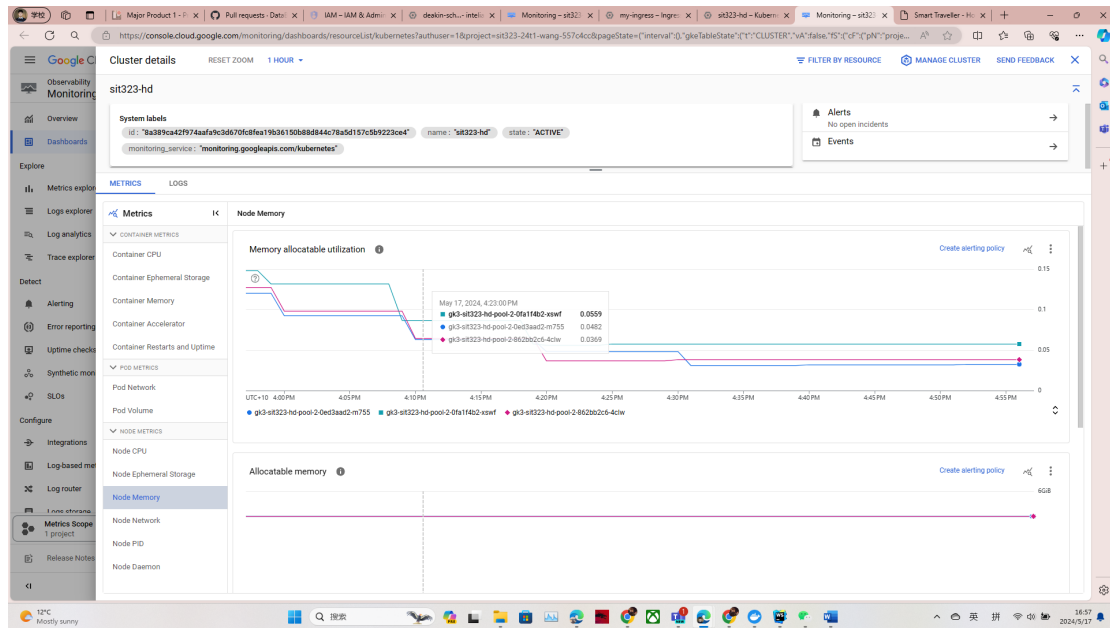 学校
Major Product 1 - P
Pull requests · Data
IAM – IAM & Admin
deakin-sch...-intelli
Monitoring – sit323
my-ingress – Ingres
sit323-hd – Kubern
Monitoring – sit323
Smart Traveller - Ho
https://console.cloud.google.com/monitoring/dashboards/resourceList/kubernetes?authuser=1&project=sit323-24t1-wang-557c4cc&pageState=("interval":{},"gkeTableState":("t":"CLUSTER","vA":false,"fS":("cF":("pN":"proje...
Google Cl
Cluster details
RESET ZOOM
1 HOUR
FILTER BY RESOURCE
MANAGE CLUSTER
SEND FEEDBACK
Observability
Monitoring
Overview
Dashboards
Explore
Metrics explor
Logs explorer
Log analytics
Trace explorer
Detect
Alerting
Error reporting
Uptime checks
Synthetic mon
SLOs
Configure
Integrations
Log-based met
Log router
Logs storage
Metrics Scope
1 project
Release Notes
sit323-hd
System labels
id : "8a389ca42f974aafa9c3d670fc8fea19b36150b88d844c78a5d157c5b9223ce4"
name : "sit323-hd"
state : "ACTIVE"
monitoring_service : "monitoring.googleapis.com/kubernetes"
Alerts
No open incidents
Events
METRICS
LOGS
Metrics
CONTAINER METRICS
Container CPU
Container Ephemeral Storage
Container Memory
Container Accelerator
Container Restarts and Uptime
POD METRICS
Pod Network
Pod Volume
NODE METRICS
Node CPU
Node Ephemeral Storage
Node Memory
Node Network
Node PID
Node Daemon
Node Memory
Memory allocatable utilization
Create alerting policy
0.15
0.1
0.05
0
May 17, 2024, 4:23:00 PM
gk3-sit323-hd-pool-2-0fa1f4b2-xswf 0.0559
gk3-sit323-hd-pool-2-0ed3aad2-m755 0.0482
gk3-sit323-hd-pool-2-862bb2c6-4clw 0.0369
UTC+10 4:00 PM 4:05 PM 4:10 PM 4:15 PM 4:20 PM 4:25 PM 4:30 PM 4:35 PM 4:40 PM 4:45 PM 4:50 PM 4:55 PM
gk3-sit323-hd-pool-2-0ed3aad2-m755 gk3-sit323-hd-pool-2-0fa1f4b2-xswf gk3-sit323-hd-pool-2-862bb2c6-4clw
Allocatable memory
Create alerting policy
6GiB
12°C
Mostly sunny
搜索
英
拼
16:57
2024/5/17